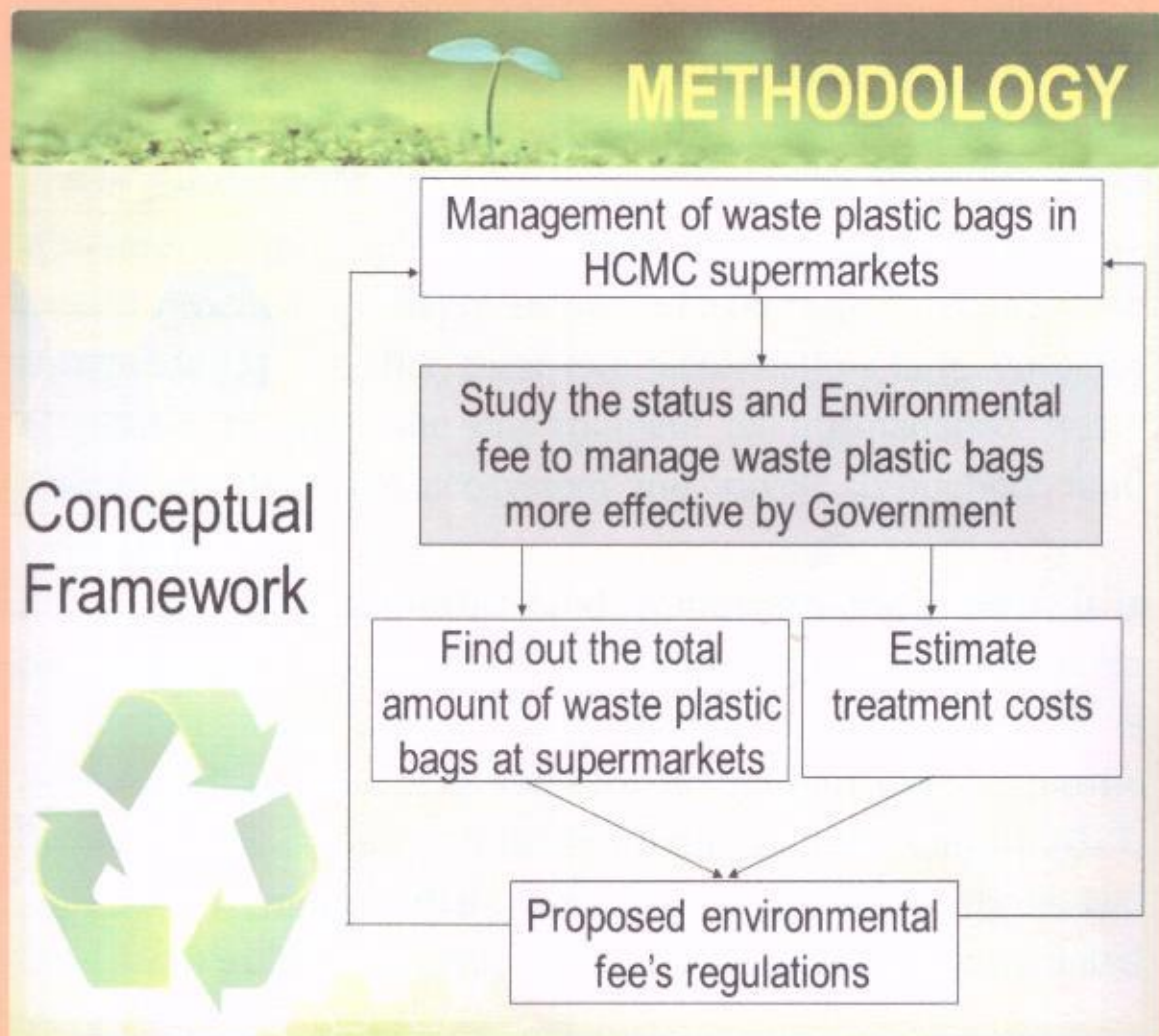 METHODOLOGY
Management of waste plastic bags in
HCMC supermarkets
Study the status and Environmental
fee to manage waste plastic bags
more effective by Government
Conceptual
Framework
Find out the total
amount of waste plastic
bags at supermarkets
Estimate
treatment costs
Proposed environmental
fee's regulations